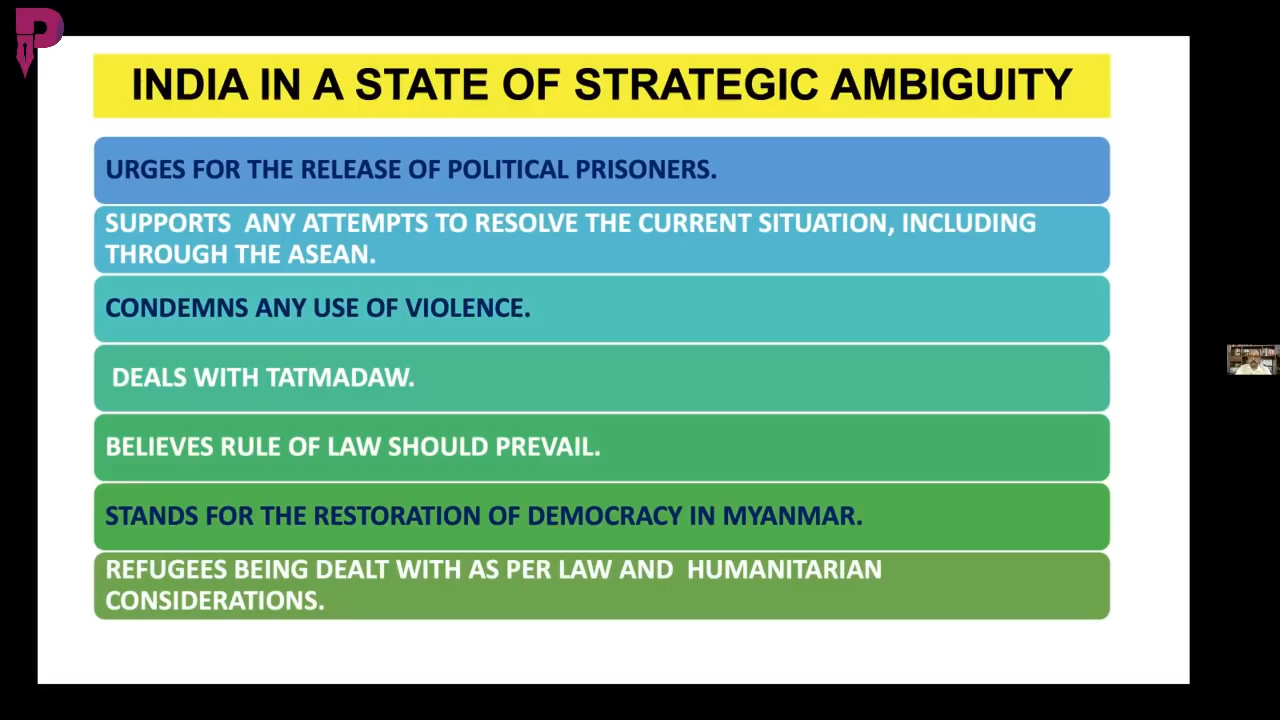 INDIA IN A STATE OF STRATEGIC AMBIGUITY
URGES FOR THE RELEASE OF POLITICAL PRISONERS.
SUPPORTS  ANY ATTEMPTS TO RESOLVE THE CURRENT SITUATION, INCLUDING
THROUGH THE ASEAN.
CONDEMNS ANY USE OF VIOLENCE.
DEALS WITH TATMADAW.
BELIEVES RULE OF LAW SHOULD PREVAIL.
STANDS FOR THE RESTORATION OF DEMOCRACY IN MYANMAR.
REFUGEES BEING DEALT WITH AS PER LAW AND  HUMANITARIAN
CONSIDERATIONS.